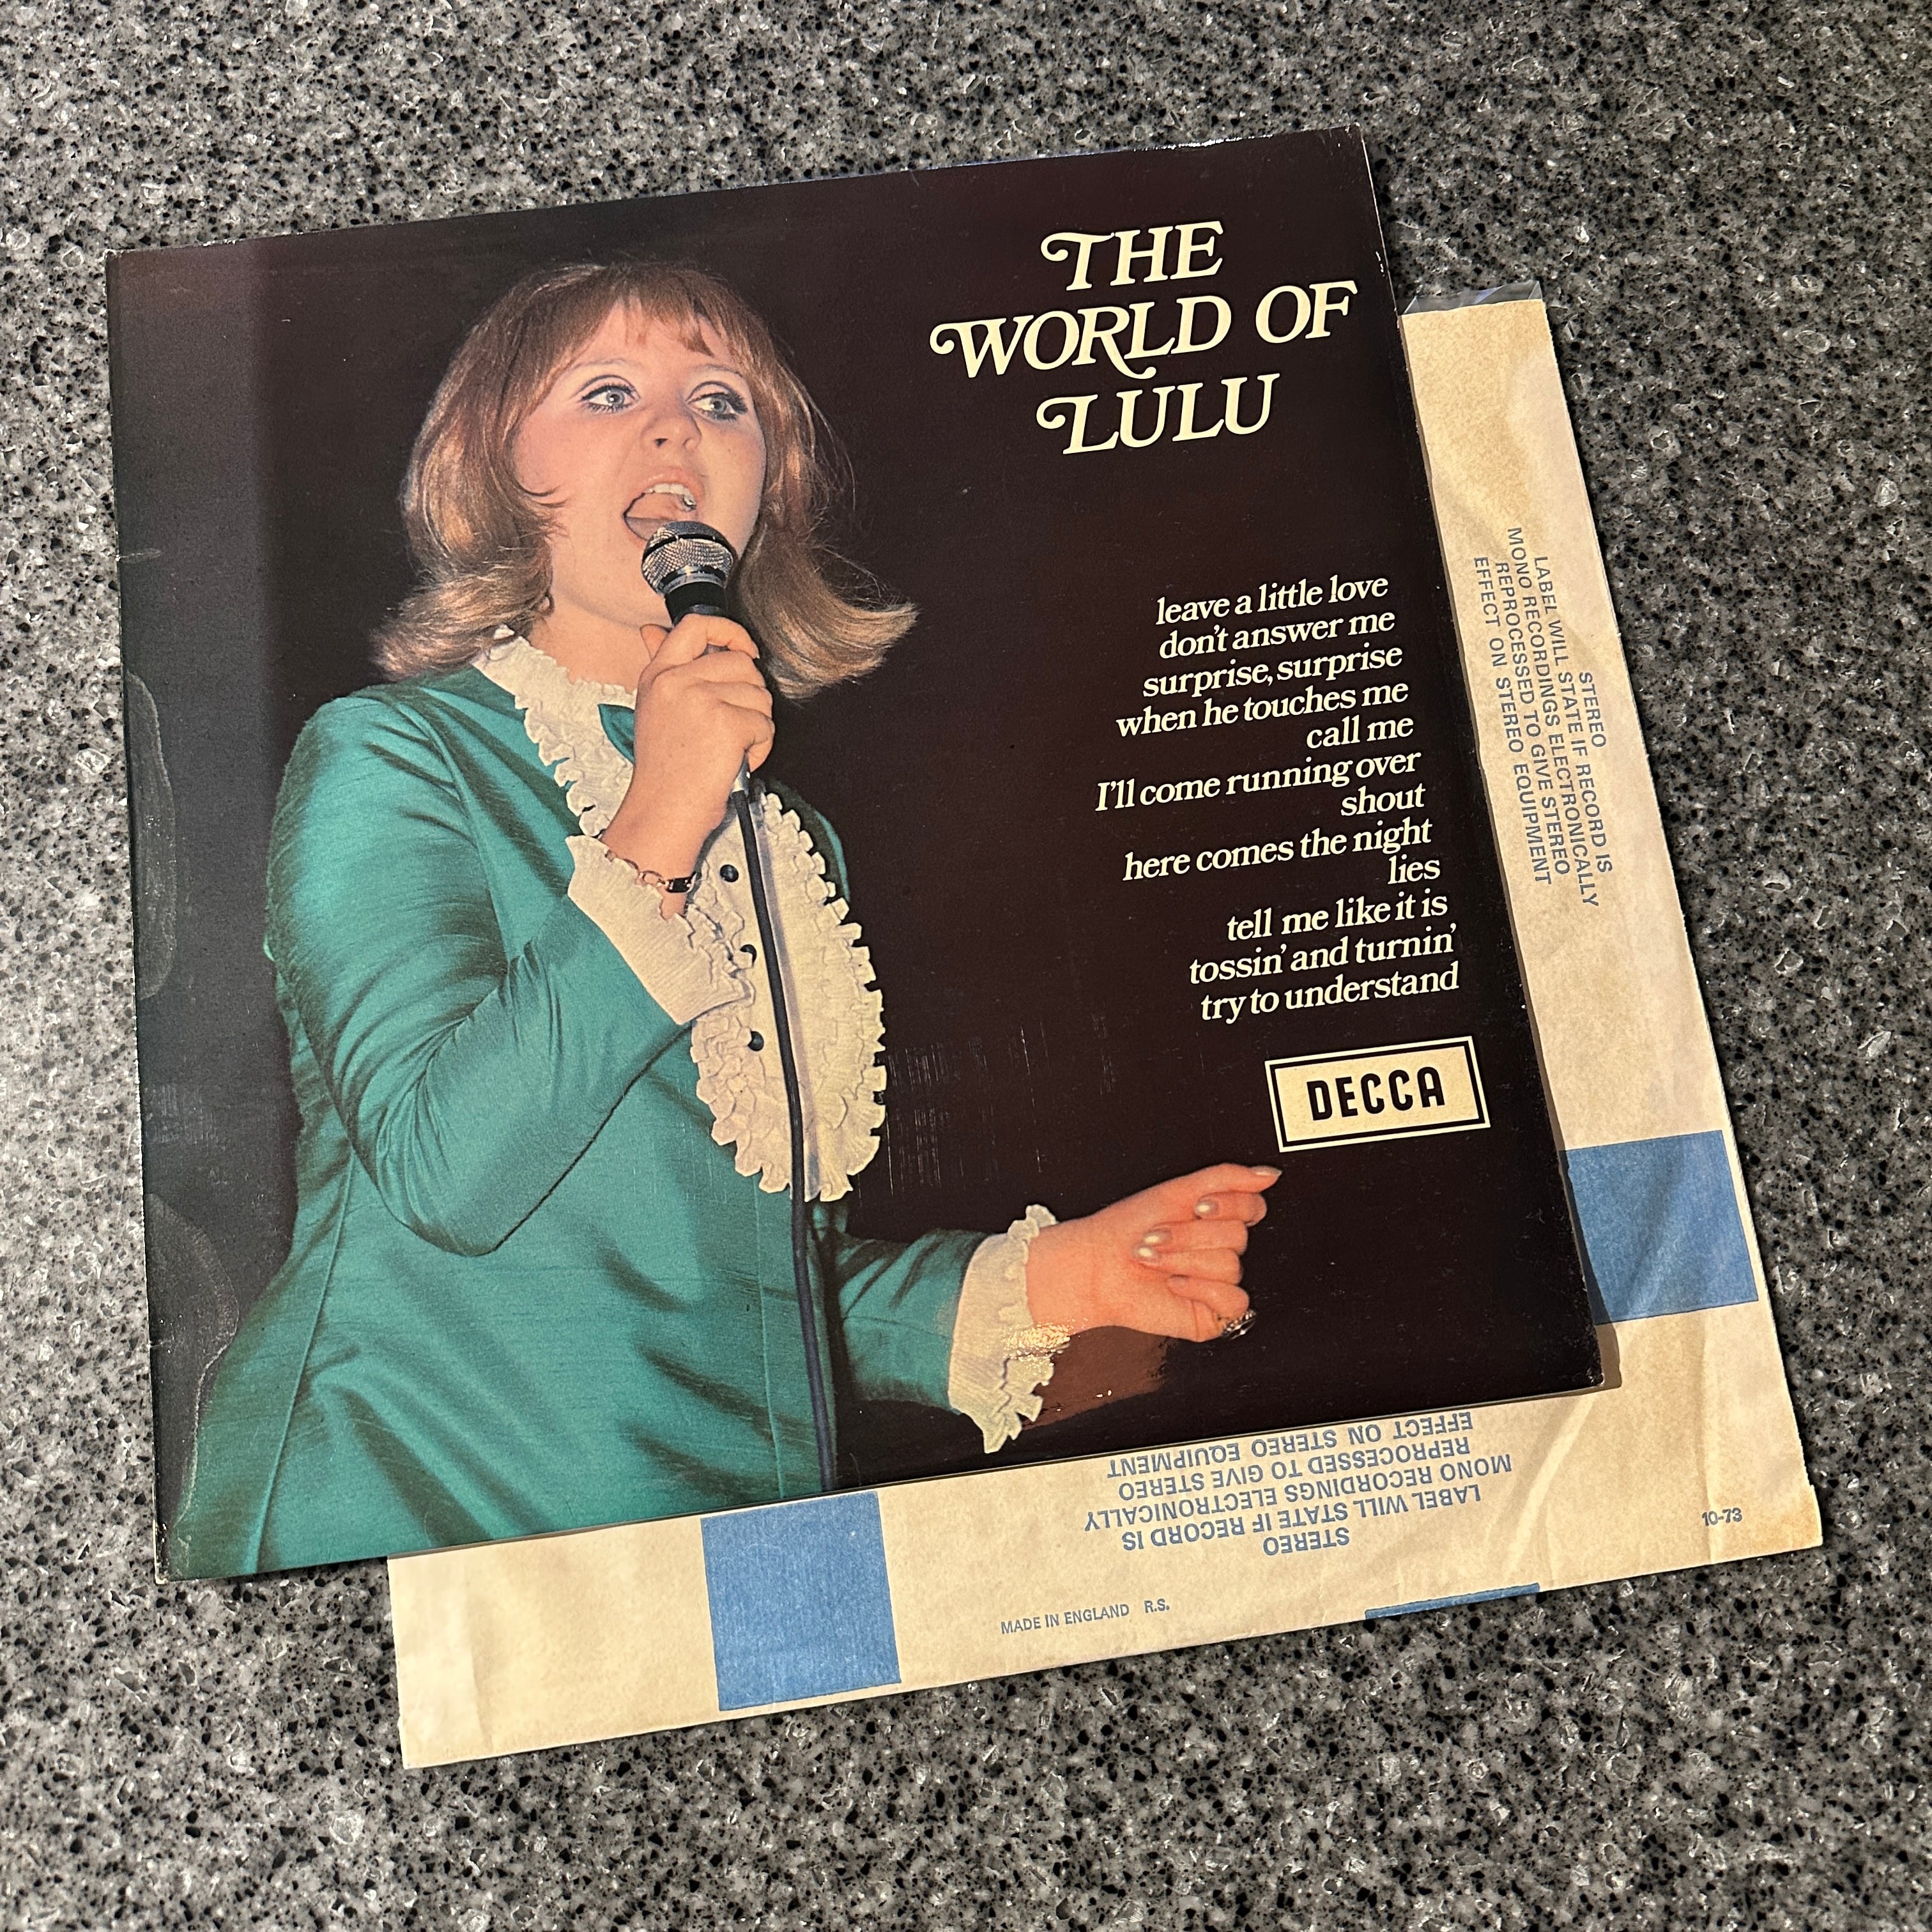 THE
WORLD OF
LULU
leave a little love
don't answer me
surprise, surprise
when he touches me
call me
I'll come running over
shout
here comes the night
lies
tell me like it is
tossin' and turnin'
try to understand
DECCA
STEREO
LABEL WILL STATE IF RECORD IS
MONO RECORDINGS ELECTRONICALLY
REPROCESSED TO GIVE STEREO
EFFECT ON STEREO EQUIPMENT
STEREO
LABEL WILL STATE IF RECORD IS
MONO RECORDINGS ELECTRONICALLY
REPROCESSED TO GIVE STEREO
EFFECT ON STEREO EQUIPMENT
10-73
MADE IN ENGLAND R.S.